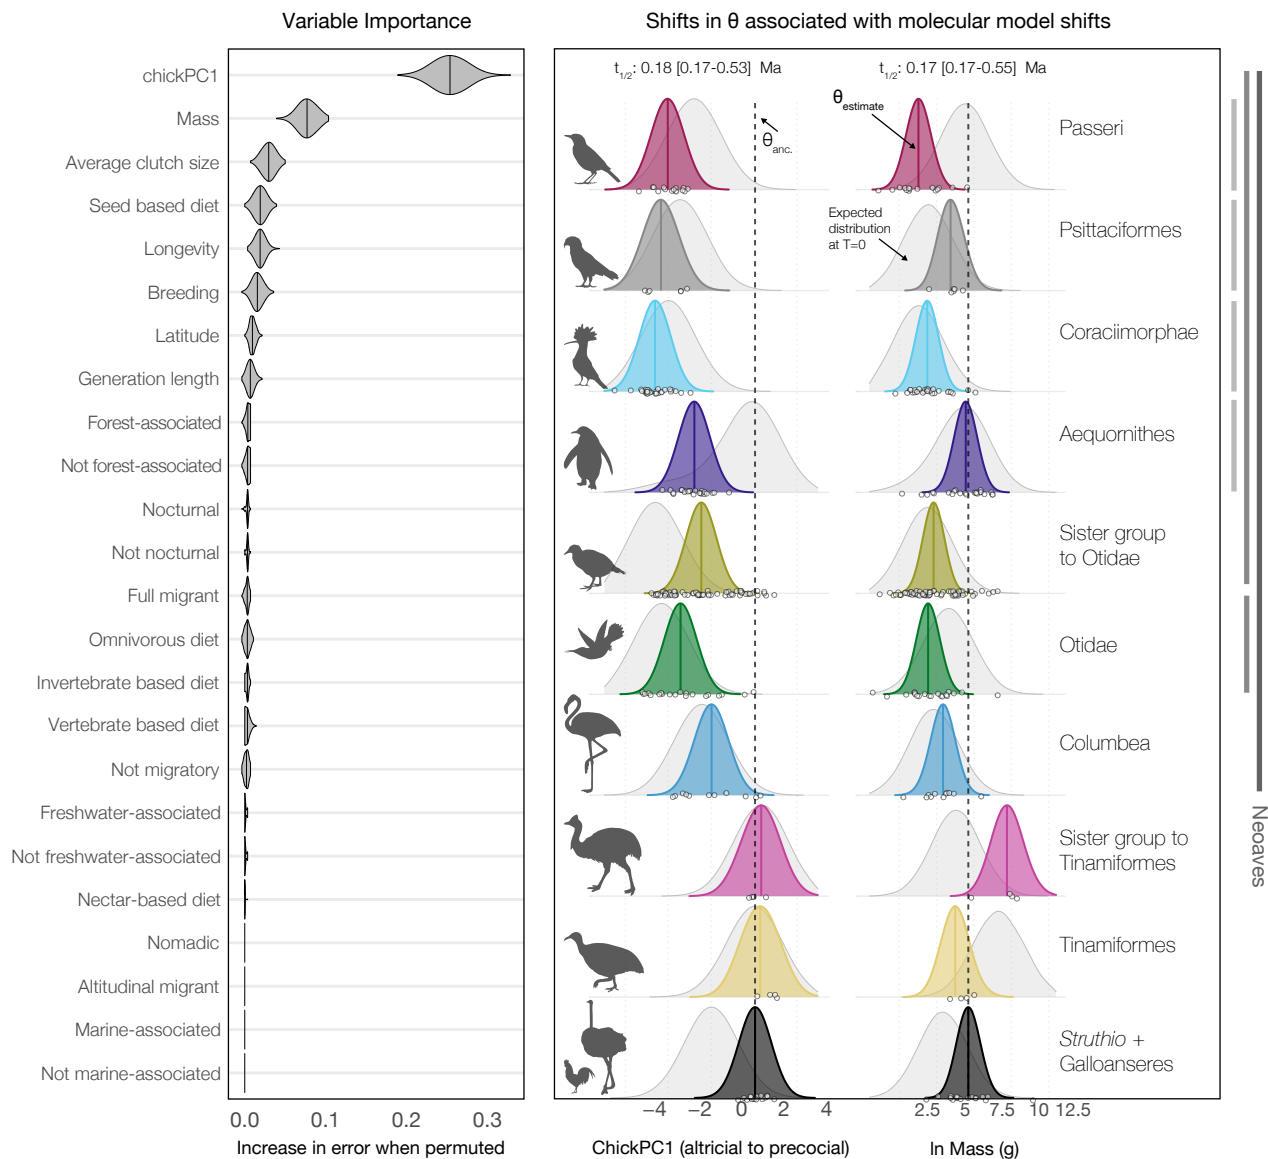 Variable Importance
chickPC1
Mass
Average clutch size
Seed based diet
Longevity
Breeding
Latitude
Generation length
Forest-associated
Not forest-associated
Nocturnal
Not nocturnal
Full migrant
Omnivorous diet
Invertebrate based diet
Vertebrate based diet
Not migratory
Freshwater-associated
Not freshwater-associated
Nectar-based diet
Nomadic
Altitudinal migrant
Marine-associated
Not marine-associated
0.0 0.1 0.2 0.3
Increase in error when permuted
Shifts in θ associated with molecular model shifts
t1/2: 0.18 [0.17-0.53] Ma
t1/2: 0.17 [0.17-0.55] Ma
θanc.
θestimate
Expected
distribution
at T=0
Passeri
Psittaciformes
Coraciimorphae
Aequornithes
Sister group
to Otidae
Otidae
Columbea
Sister group to
Tinamiformes
Tinamiformes
Struthio +
Galloanseres
Neoaves
−4 −2 0 2 4
ChickPC1 (altricial to precocial)
2.5 5 7.5 10 12.5
ln Mass (g)